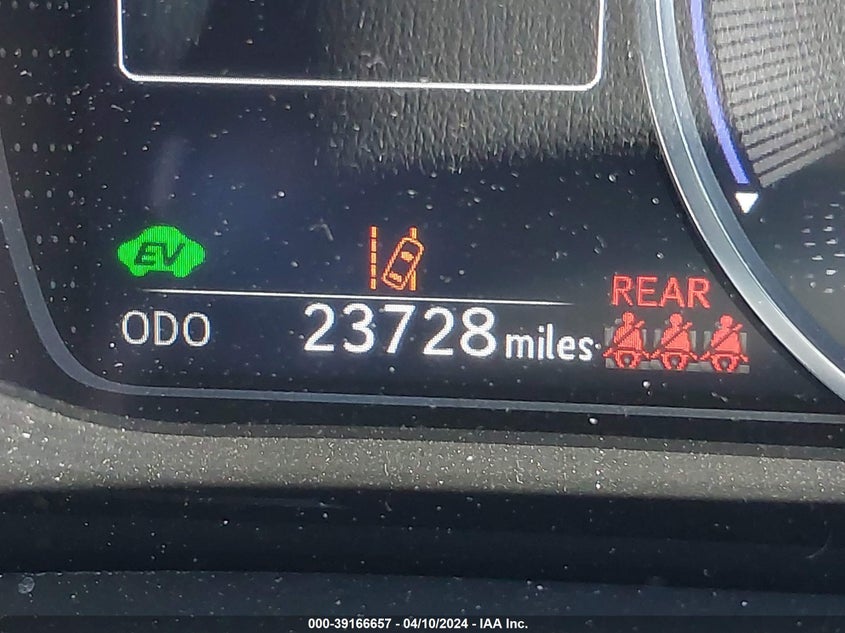 EV
REAR
ODO 23728 miles
000-39166657 - 04/10/2024 - IAA Inc.